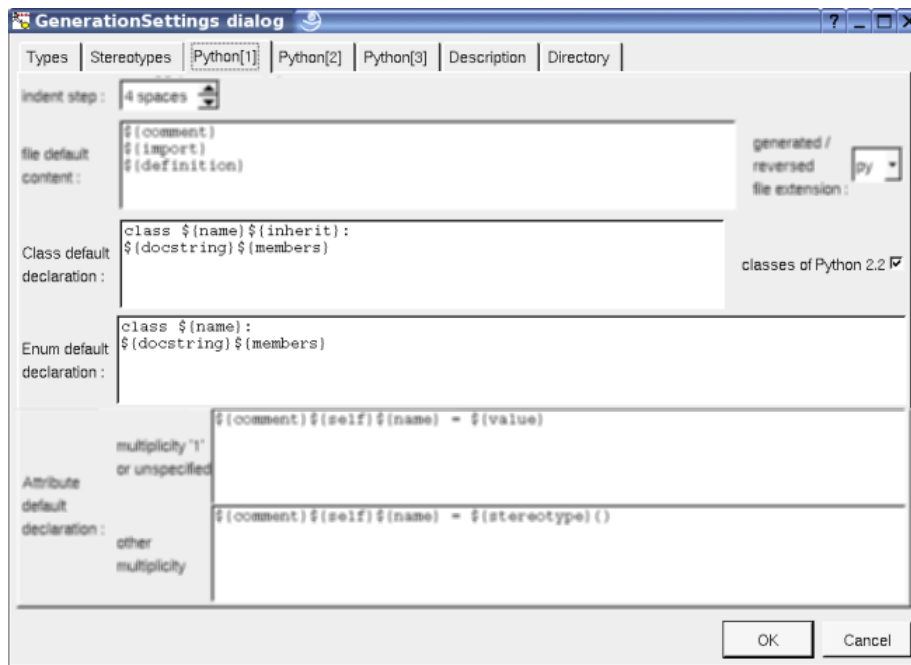 GenerationSettings dialog
Types Stereotypes Python[1] Python[2] Python[3] Description Directory
indent step : 4 spaces
file default
content :
${comment}
${import}
${definition}
generated /
reversed
file extension :
py
Class default
declaration :
class ${name}${inherit}:
${docstring}${members}
classes of Python 2.2
Enum default
declaration :
class ${name}:
${docstring}${members}
Attribute
default
declaration :
multiplicity '1'
or unspecified
${comment}${self}${name} = ${value}
other
multiplicity
${comment}${self}${name} = ${stereotype}()
OK Cancel